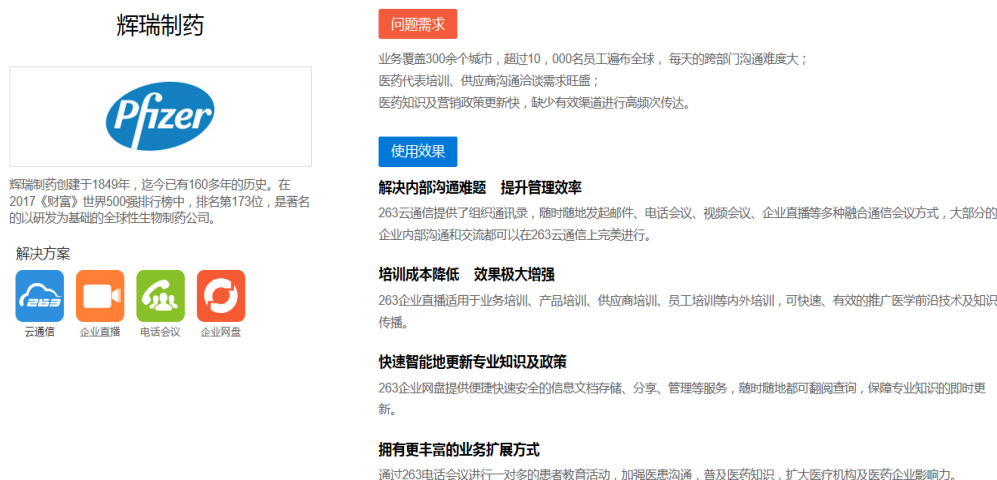 辉瑞制药
Pfizer
辉瑞制药创建于1849年，迄今已有160多年的历史。在
2017《财富》世界500强排行榜中，排名第173位，是著名
的以研发为基础的全球性生物制药公司。
解决方案
263
云通信
企业直播
电话会议
企业网盘
问题需求
业务覆盖300余个城市，超过10，000名员工遍布全球， 每天的跨部门沟通难度大；
医药代表培训、供应商沟通洽谈需求旺盛；
医药知识及营销政策更新快，缺少有效渠道进行高频次传达。
使用效果
解决内部沟通难题 提升管理效率
263云通信提供了组织通讯录，随时随地发起邮件、电话会议、视频会议、企业直播等多种融合通信会议方式，大部分的
企业内部沟通和交流都可以在263云通信上完美进行。
培训成本降低 效果极大增强
263企业直播适用于业务培训、产品培训、供应商培训、员工培训等内外培训，可快速、有效的推广医学前沿技术及知识
传播。
快速智能地更新专业知识及政策
263企业网盘提供便捷快速安全的信息文档存储、分享、管理等服务，随时随地都可翻阅查询，保障专业知识的即时更
新。
拥有更丰富的业务扩展方式
通过263电话会议进行一对多的患者教育活动，加强医患沟通，普及医药知识，扩大医疗机构及医药企业影响力。